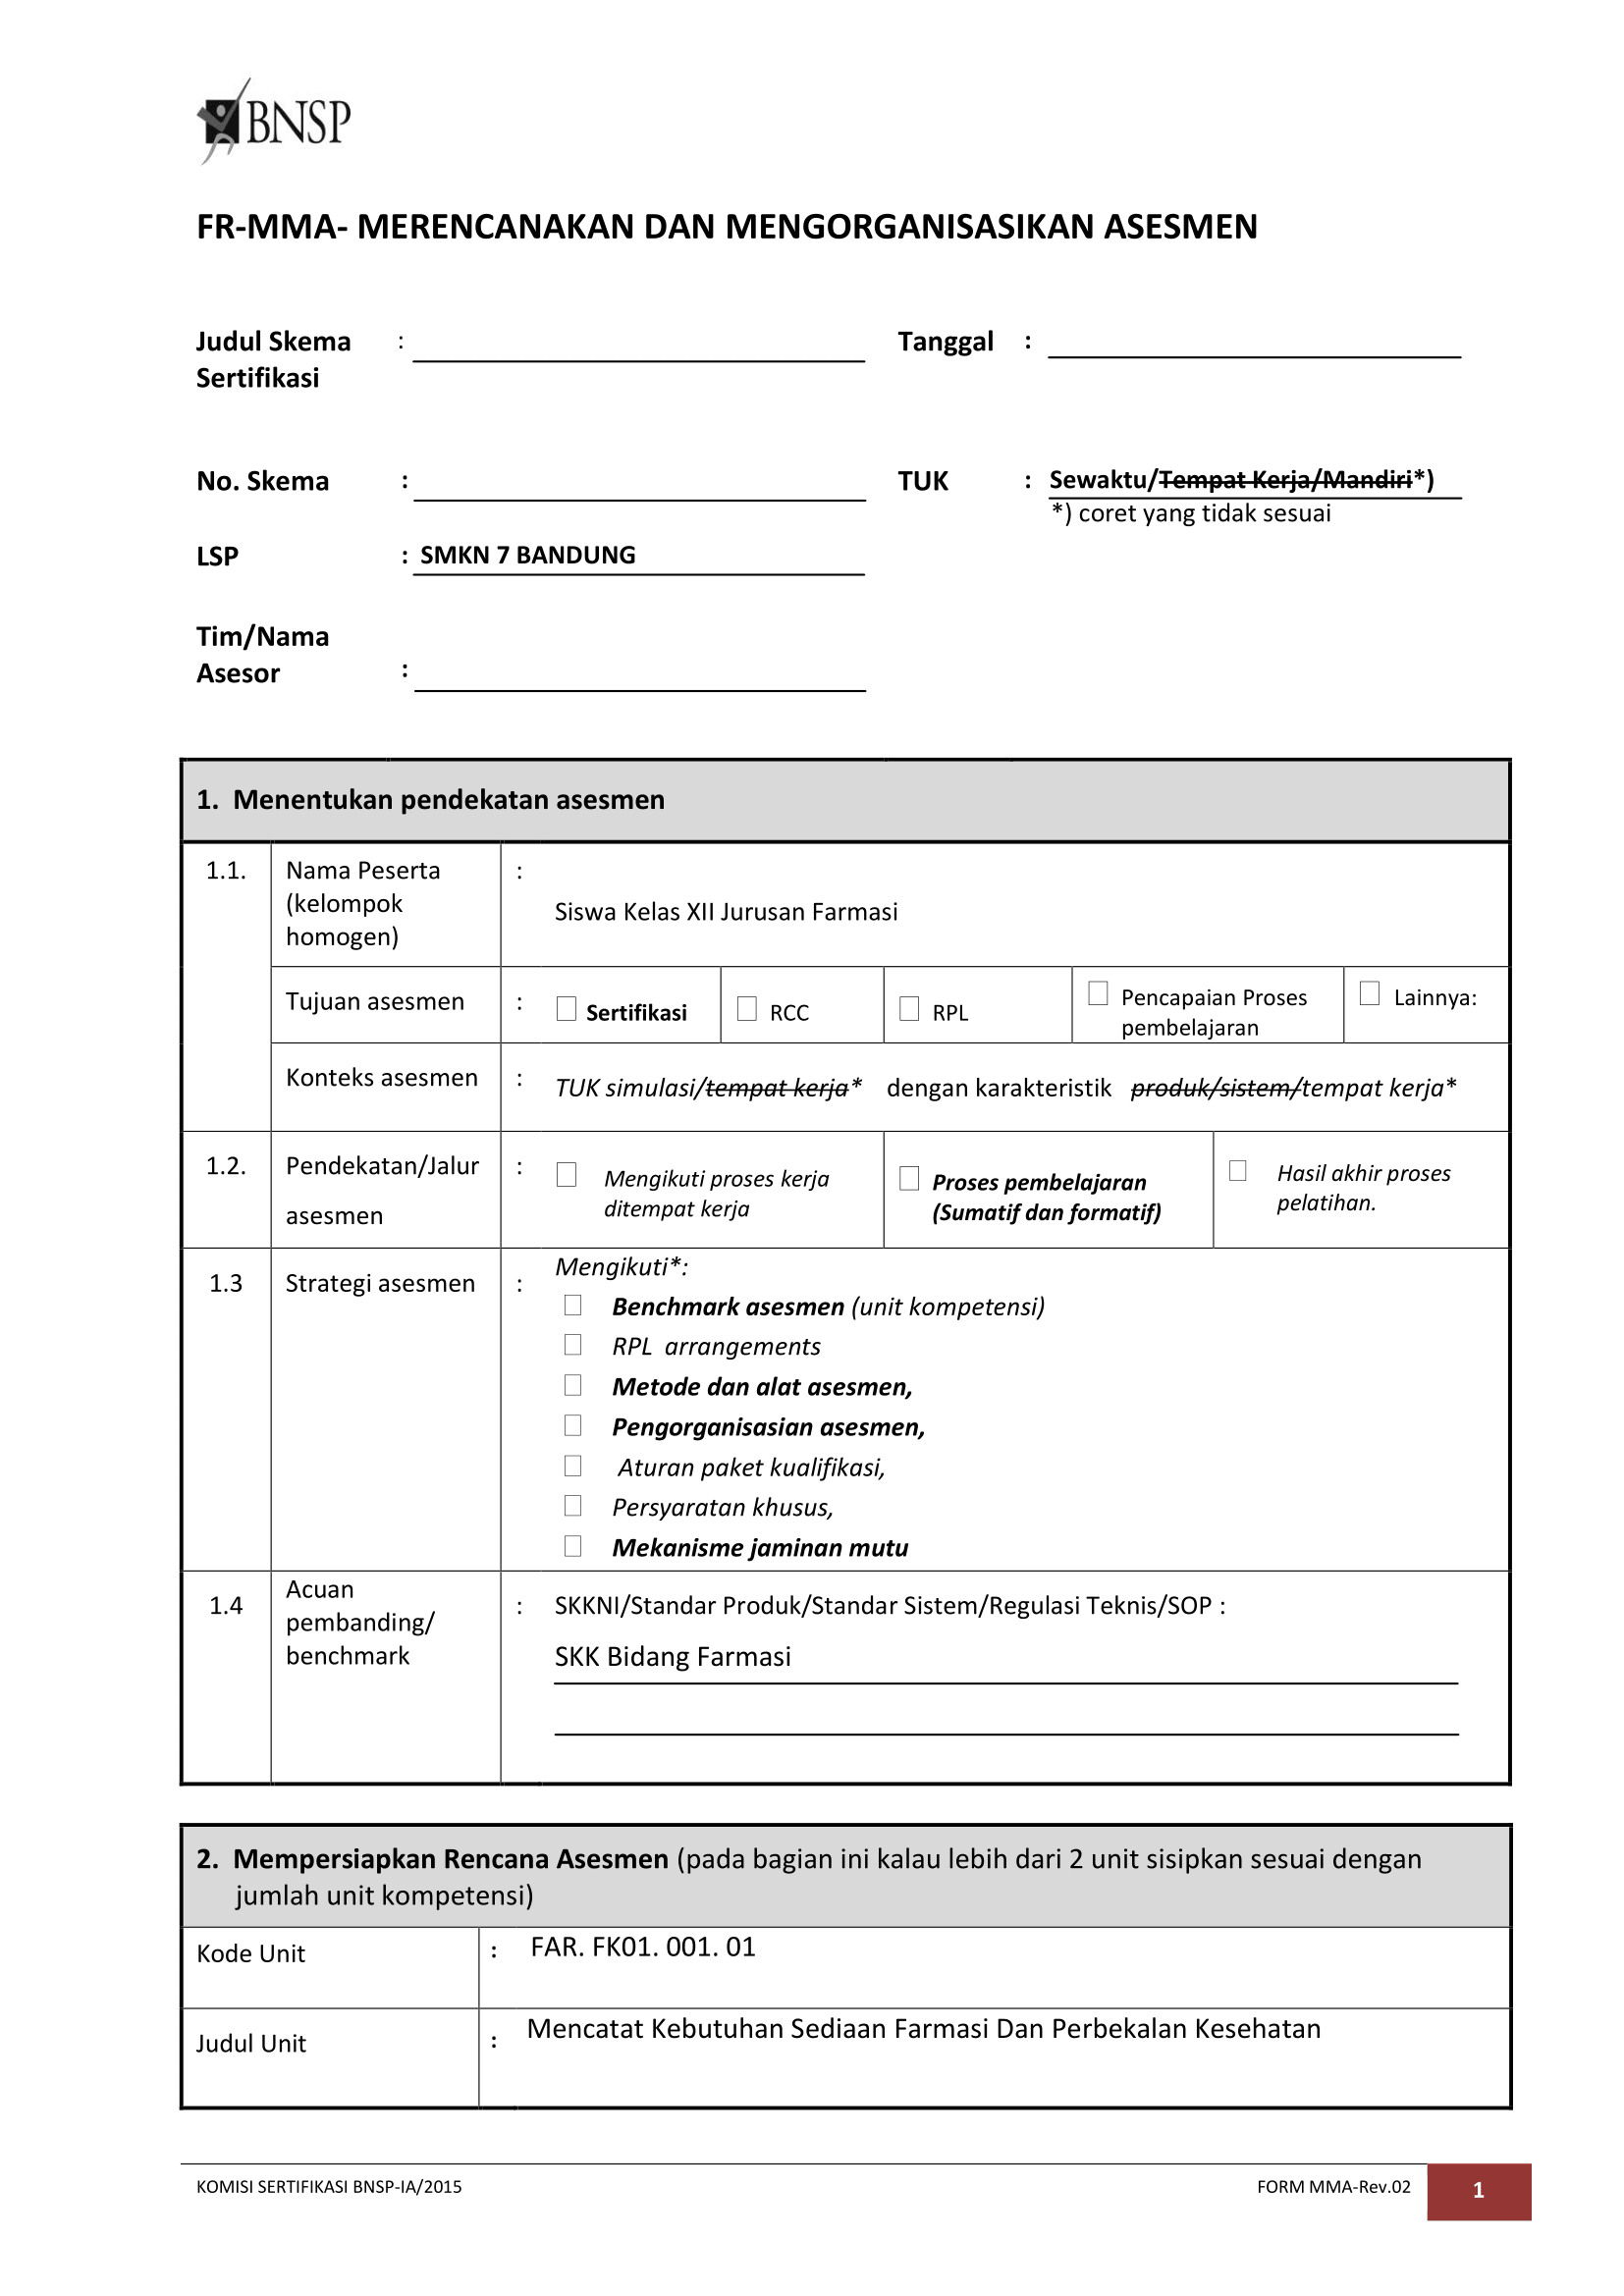 BNSP
FR-MMA- MERENCANAKAN DAN MENGORGANISASIKAN ASESMEN
Judul Skema : Tanggal :
Sertifikasi
No. Skema : TUK : Sewaktu/Tempat Kerja/Mandiri*)
*) coret yang tidak sesuai
LSP : SMKN 7 BANDUNG
Tim/Nama
Asesor :
1. Menentukan pendekatan asesmen
1.1. Nama Peserta :
(kelompok
homogen)
Siswa Kelas XII Jurusan Farmasi
Tujuan asesmen : Sertifikasi RCC RPL Pencapaian Proses Lainnya:
pembelajaran
Konteks asesmen : TUK simulasi/tempat kerja* dengan karakteristik produk/sistem/tempat kerja*
1.2. Pendekatan/Jalur :
asesmen
Mengikuti proses kerja
ditempat kerja
Proses pembelajaran
(Sumatif dan formatif)
Hasil akhir proses
pelatihan.
1.3 Strategi asesmen :
Mengikuti*:
Benchmark asesmen (unit kompetensi)
RPL arrangements
Metode dan alat asesmen,
Pengorganisasian asesmen,
Aturan paket kualifikasi,
Persyaratan khusus,
Mekanisme jaminan mutu
1.4 Acuan
pembanding/
benchmark
: SKKNI/Standar Produk/Standar Sistem/Regulasi Teknis/SOP :
SKK Bidang Farmasi
2. Mempersiapkan Rencana Asesmen (pada bagian ini kalau lebih dari 2 unit sisipkan sesuai dengan
jumlah unit kompetensi)
Kode Unit : FAR. FK01. 001. 01
Judul Unit : Mencatat Kebutuhan Sediaan Farmasi Dan Perbekalan Kesehatan
KOMISI SERTIFIKASI BNSP-IA/2015 FORM MMA-Rev.02 1